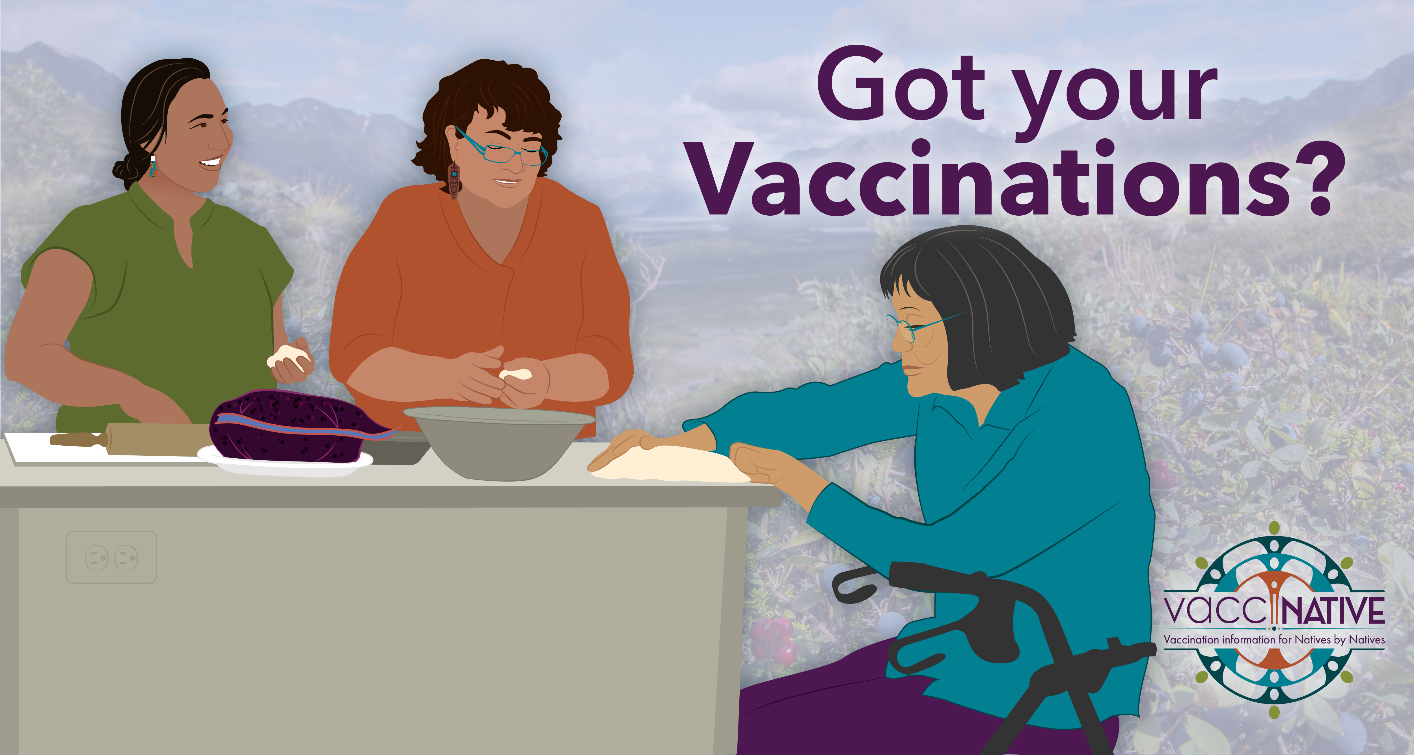 Got your
Vaccinations?
vacciNATIVE
Vaccination information for Natives by Natives